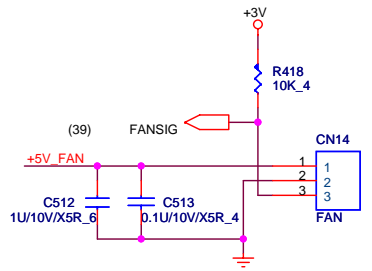 +3V
R418
10K_4
(39)
FANSIG
CN14
+5V_FAN
1 1
2 2
3 3
C512
1U/10V/X5R_6
C513
0.1U/10V/X5R_4
FAN